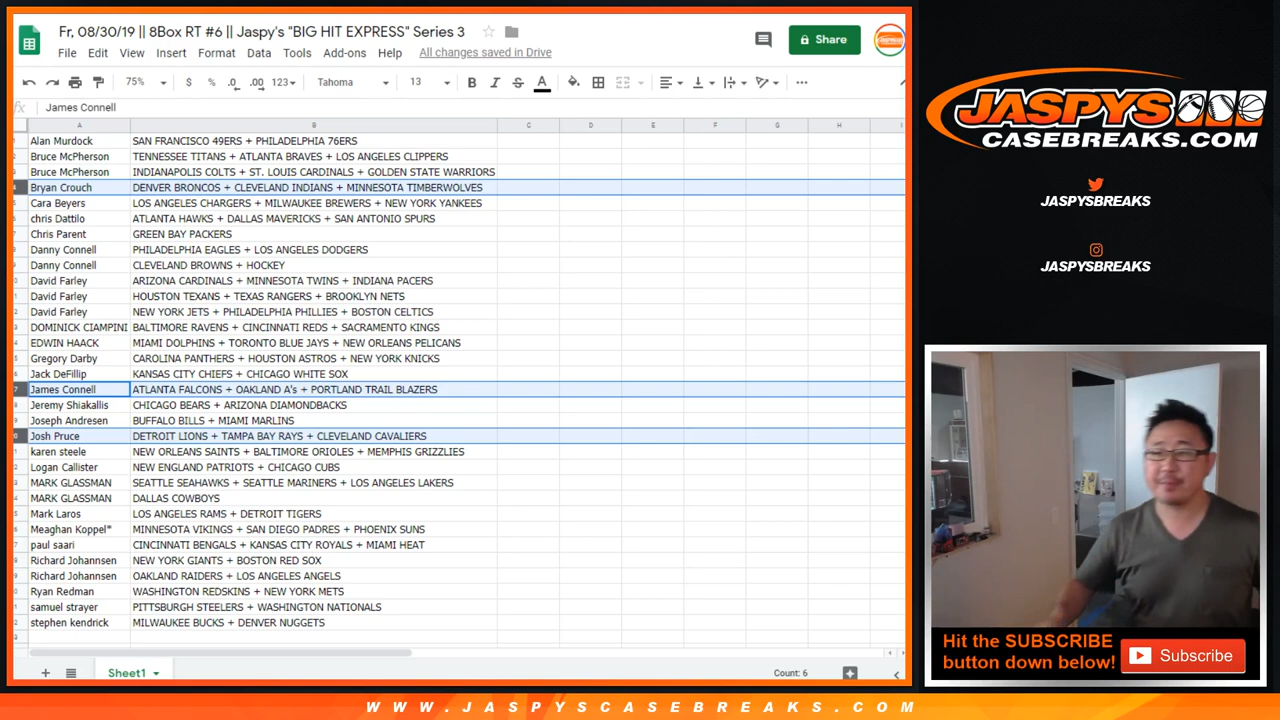 Fr, 08/30/19 || 8Box RT #6 || Jaspy's "BIG HIT EXPRESS" Series 3
File Edit View Insert Format Data Tools Add-ons Help All changes saved in Drive
Share
75% $ % .0 .00 123 Tahoma 13 B I S A
fx James Connell
A B C D E F G H I
Alan Murdock SAN FRANCISCO 49ERS + PHILADELPHIA 76ERS
Bruce McPherson TENNESSEE TITANS + ATLANTA BRAVES + LOS ANGELES CLIPPERS
Bruce McPherson INDIANAPOLIS COLTS + ST. LOUIS CARDINALS + GOLDEN STATE WARRIORS
Bryan Crouch DENVER BRONCOS + CLEVELAND INDIANS + MINNESOTA TIMBERWOLVES
Cara Beyers LOS ANGELES CHARGERS + MILWAUKEE BREWERS + NEW YORK YANKEES
chris Dattilo ATLANTA HAWKS + DALLAS MAVERICKS + SAN ANTONIO SPURS
Chris Parent GREEN BAY PACKERS
Danny Connell PHILADELPHIA EAGLES + LOS ANGELES DODGERS
Danny Connell CLEVELAND BROWNS + HOCKEY
David Farley ARIZONA CARDINALS + MINNESOTA TWINS + INDIANA PACERS
David Farley HOUSTON TEXANS + TEXAS RANGERS + BROOKLYN NETS
David Farley NEW YORK JETS + PHILADELPHIA PHILLIES + BOSTON CELTICS
DOMINICK CIAMPINI BALTIMORE RAVENS + CINCINNATI REDS + SACRAMENTO KINGS
EDWIN HAACK MIAMI DOLPHINS + TORONTO BLUE JAYS + NEW ORLEANS PELICANS
Gregory Darby CAROLINA PANTHERS + HOUSTON ASTROS + NEW YORK KNICKS
Jack DeFillip KANSAS CITY CHIEFS + CHICAGO WHITE SOX
James Connell ATLANTA FALCONS + OAKLAND A's + PORTLAND TRAIL BLAZERS
Jeremy Shiakallis CHICAGO BEARS + ARIZONA DIAMONDBACKS
Joseph Andresen BUFFALO BILLS + MIAMI MARLINS
Josh Pruce DETROIT LIONS + TAMPA BAY RAYS + CLEVELAND CAVALIERS
karen steele NEW ORLEANS SAINTS + BALTIMORE ORIOLES + MEMPHIS GRIZZLIES
Logan Callister NEW ENGLAND PATRIOTS + CHICAGO CUBS
MARK GLASSMAN SEATTLE SEAHAWKS + SEATTLE MARINERS + LOS ANGELES LAKERS
MARK GLASSMAN DALLAS COWBOYS
Mark Laros LOS ANGELES RAMS + DETROIT TIGERS
Meaghan Koppel* MINNESOTA VIKINGS + SAN DIEGO PADRES + PHOENIX SUNS
paul saari CINCINNATI BENGALS + KANSAS CITY ROYALS + MIAMI HEAT
Richard Johannsen NEW YORK GIANTS + BOSTON RED SOX
Richard Johannsen OAKLAND RAIDERS + LOS ANGELES ANGELS
Ryan Redman WASHINGTON REDSKINS + NEW YORK METS
samuel strayer PITTSBURGH STEELERS + WASHINGTON NATIONALS
stephen kendrick MILWAUKEE BUCKS + DENVER NUGGETS
Sheet1 Count: 6
WWW.JASPYSCASEBREAKS.COM
JASPYS
CASEBREAKS.COM
JASPYSBREAKS
JASPYSBREAKS
Hit the SUBSCRIBE
button down below!
Subscribe